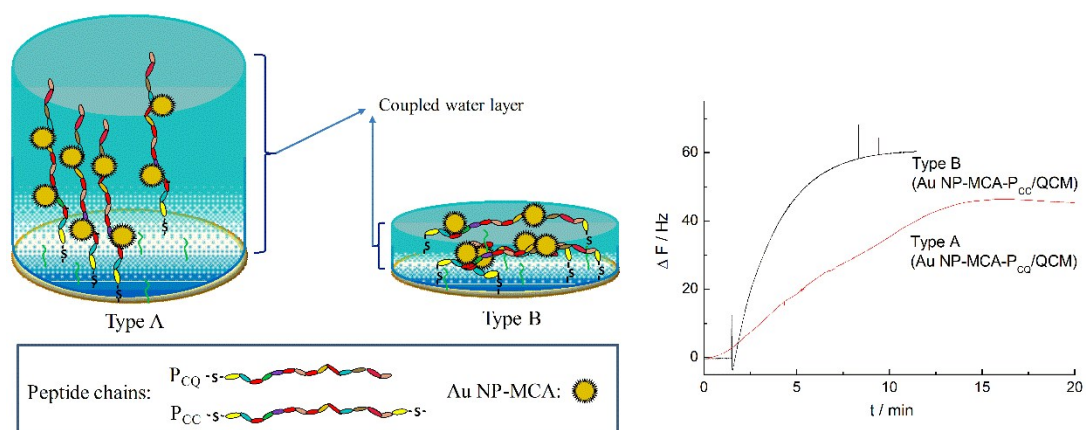 Coupled water layer
S
S
S
S
S
S
S
S
S
Type A
Type B
Peptide chains:
P_CQ -S-
P_CC -S- -S-
Au NP-MCA:
Δ F / Hz
60
40
20
0
Type B
(Au NP-MCA-P_CC/QCM)
Type A
(Au NP-MCA-P_CQ/QCM)
0
5
10
15
20
t / min